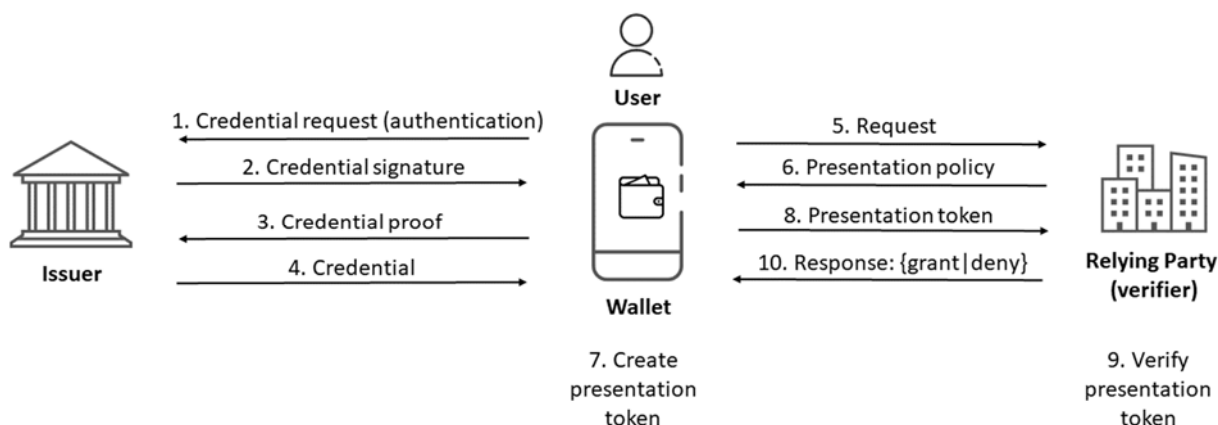 User
1. Credential request (authentication)
2. Credential signature
3. Credential proof
4. Credential
Issuer
Wallet
5. Request
6. Presentation policy
8. Presentation token
10. Response: {grant|deny}
Relying Party
(verifier)
7. Create
presentation
token
9. Verify
presentation
token